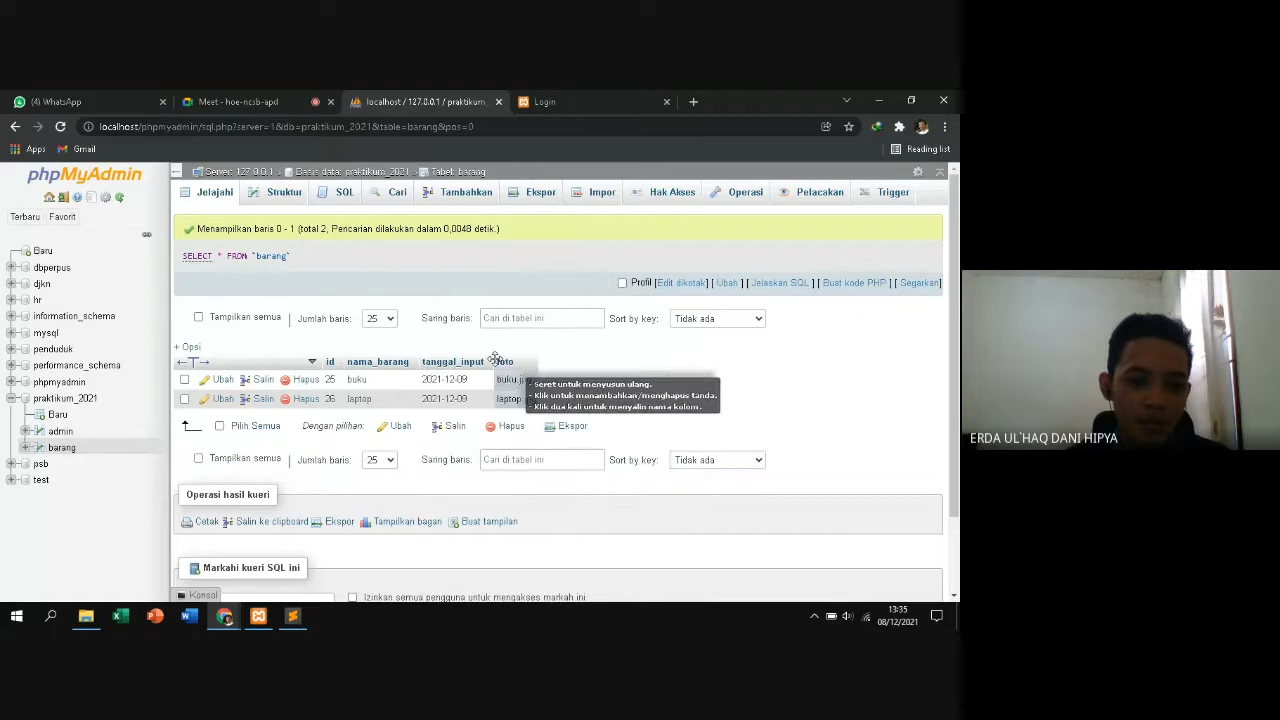 (4) WhatsApp
Meet - hoe-ncsb-apd
localhost / 127.0.0.1 / praktikum_
Login
localhost/phpmyadmin/sql.php?server=1&db=praktikum_2021&table=barang&pos=0
Apps
Gmail
Reading list
phpMyAdmin
Server: 127.0.0.1
Basis data: praktikum_2021
Tabel: barang
Jelajahi
Struktur
SQL
Cari
Tambahkan
Ekspor
Impor
Hak Akses
Operasi
Pelacakan
Trigger
Terbaru
Favorit
Baru
dbperpus
djkn
hr
information_schema
mysql
penduduk
performance_schema
phpmyadmin
praktikum_2021
Baru
admin
barang
psb
test
Menampilkan baris 0 - 1 (total 2, Pencarian dilakukan dalam 0,0048 detik.)
SELECT * FROM `barang`
Profil [Edit dikotak] [ Ubah ] [ Jelaskan SQL ] [ Buat kode PHP ] [ Segarkan]
Tampilkan semua | Jumlah baris: 25 Saring baris: Cari di tabel ini Sort by key: Tidak ada
+ Opsi
←T→ id nama_barang tanggal_input foto
Ubah Salin Hapus 25 buku 2021-12-09
Ubah Salin Hapus 26 laptop 2021-12-09 laptop
- Seret untuk menyusun ulang.
- Klik untuk menambahkan/menghapus tanda.
- Klik dua kali untuk menyalin nama kolom.
Pilih Semua Dengan pilihan: Ubah Salin Hapus Ekspor
Tampilkan semua | Jumlah baris: 25 Saring baris: Cari di tabel ini Sort by key: Tidak ada
Operasi hasil kueri
Cetak Salin ke clipboard Ekspor Tampilkan bagan Buat tampilan
Markahi kueri SQL ini
Konsol
Izinkan semua pengguna untuk mengakses markah ini
13:35
08/12/2021
ERDA UL`HAQ DANI HIPYA